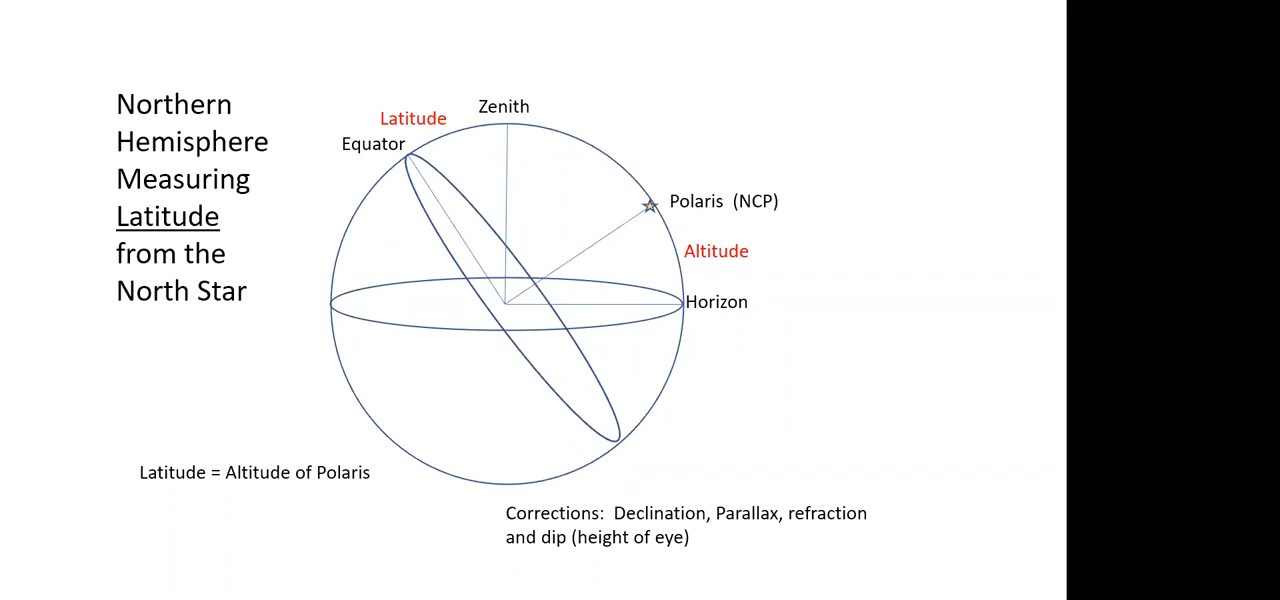 Northern
Hemisphere
Measuring
Latitude
from the
North Star
Latitude
Zenith
Equator
Polaris (NCP)
Altitude
Horizon
Latitude = Altitude of Polaris
Corrections: Declination, Parallax, refraction
and dip (height of eye)